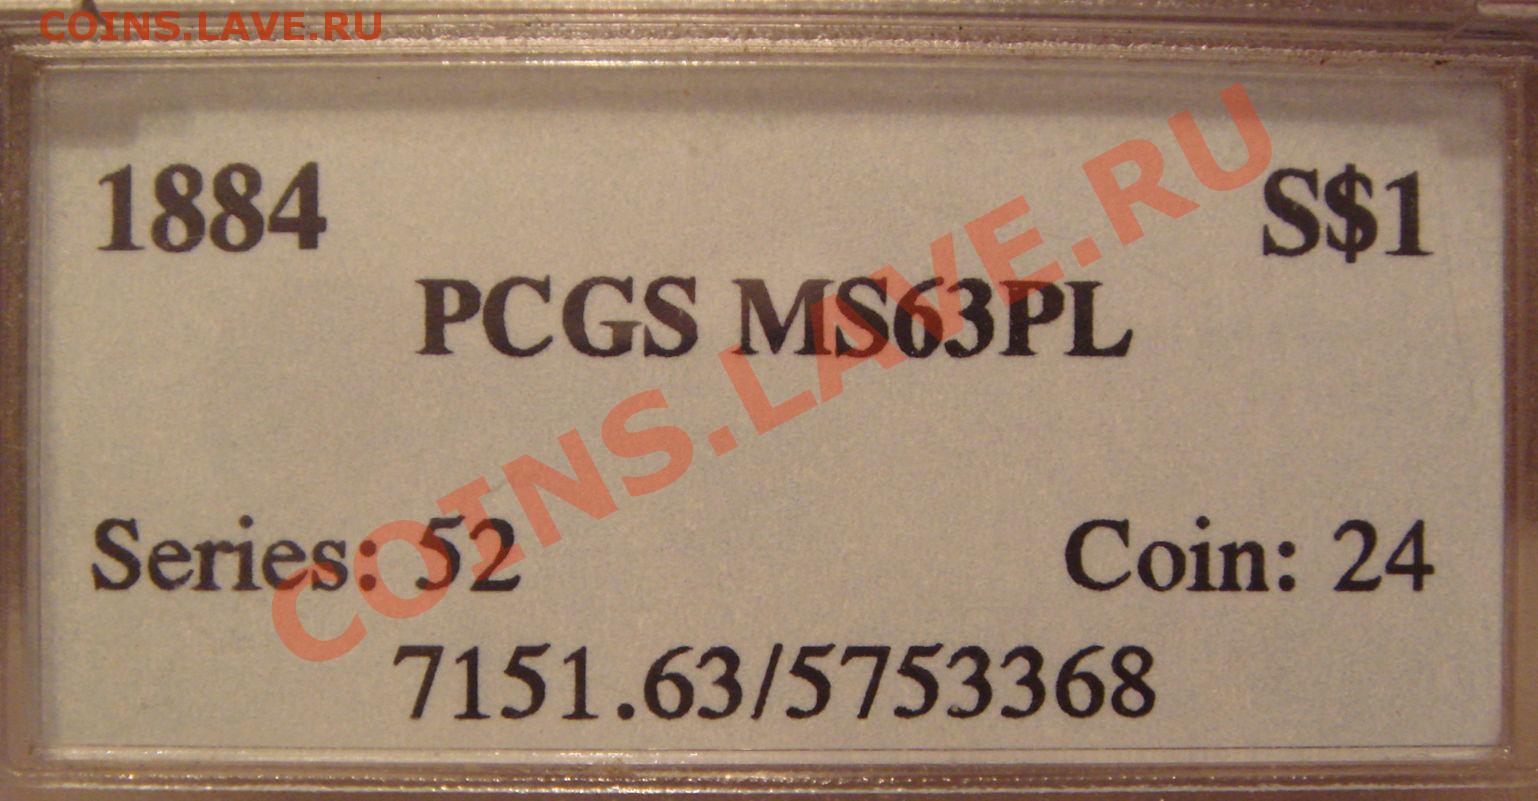 COINS.LAVE.RU
1884 S$1
PCGS MS63PL
COINS.LAVE.RU
Series: 52 Coin: 24
7151.63/5753368